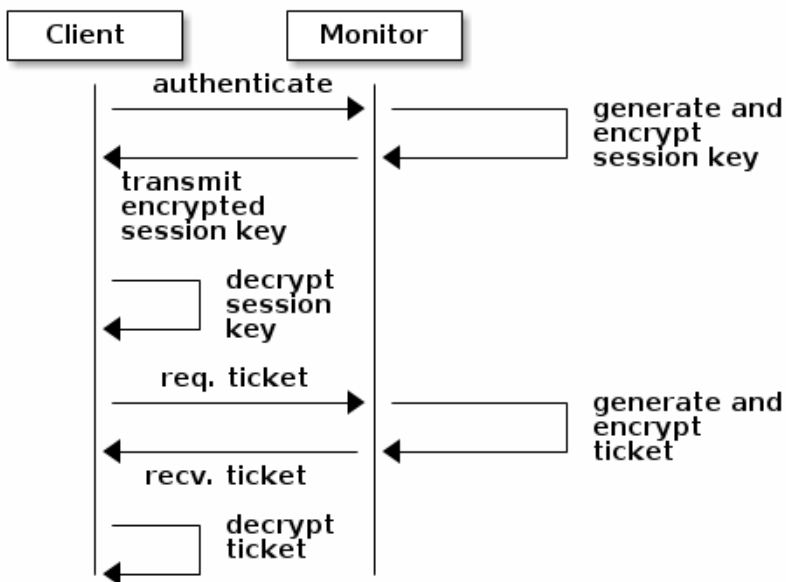 Client
Monitor
authenticate
generate and
encrypt
session key
transmit
encrypted
session key
decrypt
session
key
req. ticket
generate and
encrypt
ticket
recv. ticket
decrypt
ticket